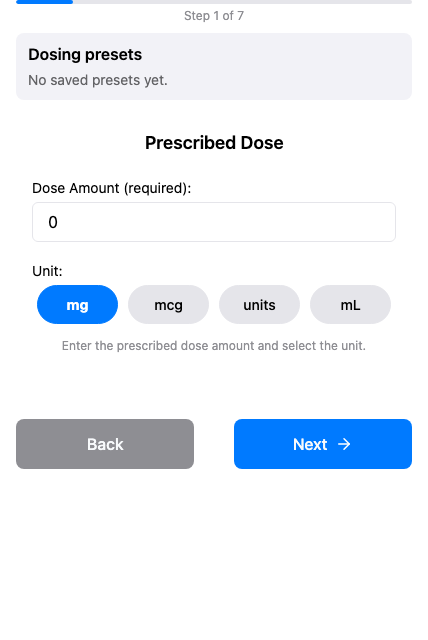 Step 1 of 7
Dosing presets
No saved presets yet.
Prescribed Dose
Dose Amount (required):
0
Unit:
mg mcg units mL
Enter the prescribed dose amount and select the unit.
Back Next →